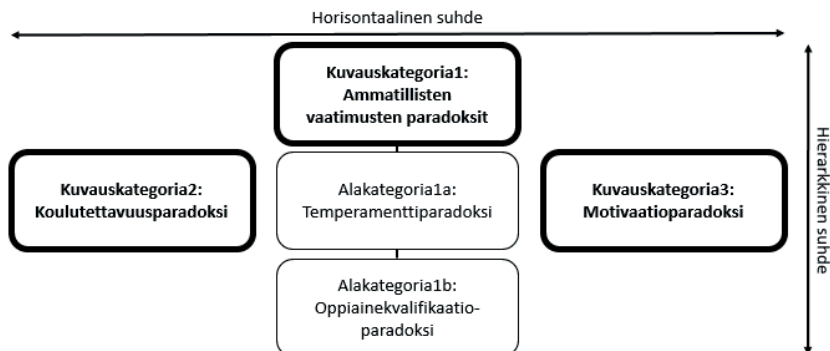 Horisontaalinen suhde
Kuvauskategoria1:
Ammatillisten
vaatimusten paradoksit
Kuvauskategoria2:
Koulutettavuusparadoksi
Alakategoria1a:
Temperamenttiparadoksi
Kuvauskategoria3:
Motivaatioparadoksi
Alakategoria1b:
Oppiainekvalifikaatio-
paradoksi
Hierarkkinen suhde